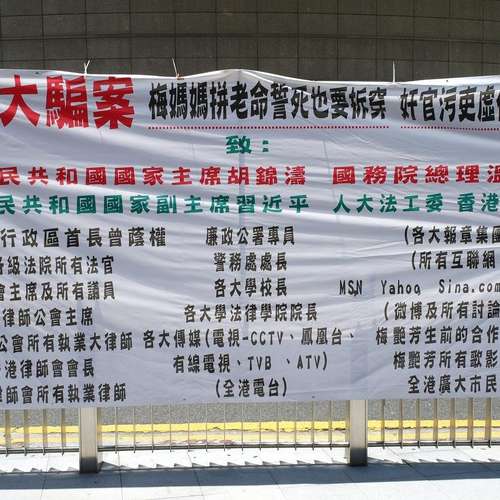 大騙案 梅媽媽拼老命誓死也要拆穿 奸官污吏虛
致：
民共和國國家主席胡錦濤 國務院總理溫
民共和國國家副主席習近平 人大法工委 香港
行政區首長曾蔭權 廉政公署專員 (各大報章集團
各級法院所有法官 警務處處長 (所有互聯網
會主席及所有議員 各大學校長 MSN Yahoo Sina.com
律師公會主席 各大學法律學院院長 (微博及所有討論
公會所有執業大律師 各大傳媒(電視-CCTV、鳳凰台、 梅艷芳生前的合作
港律師會會長 有線電視、TVB、ATV) 梅艷芳所有歌影
律師會所有執業律師 (全港電台) 全港廣大市民